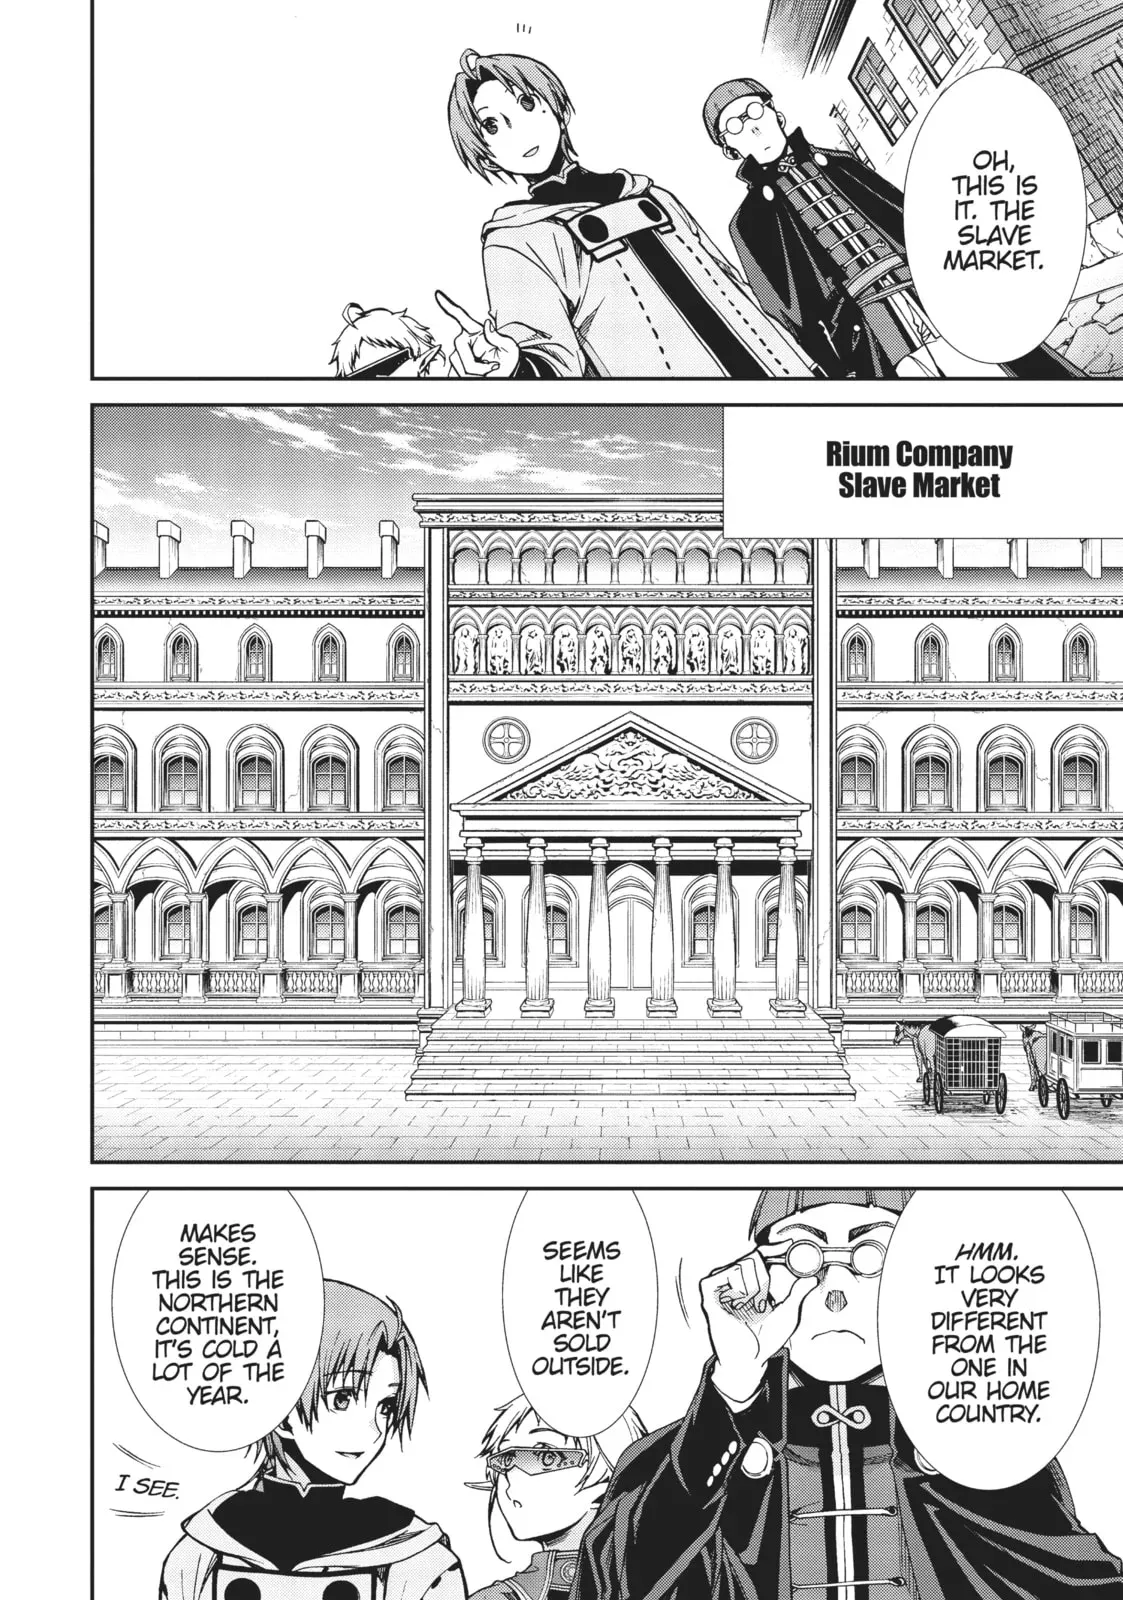 OH,
THIS IS
IT. THE
SLAVE
MARKET.
Rium Company
Slave Market
HMM.
IT LOOKS
VERY
DIFFERENT
FROM THE
ONE IN
OUR HOME
COUNTRY.
SEEMS
LIKE
THEY
AREN'T
SOLD
OUTSIDE.
MAKES
SENSE.
THIS IS THE
NORTHERN
CONTINENT,
IT'S COLD A
LOT OF THE
YEAR.
I SEE.